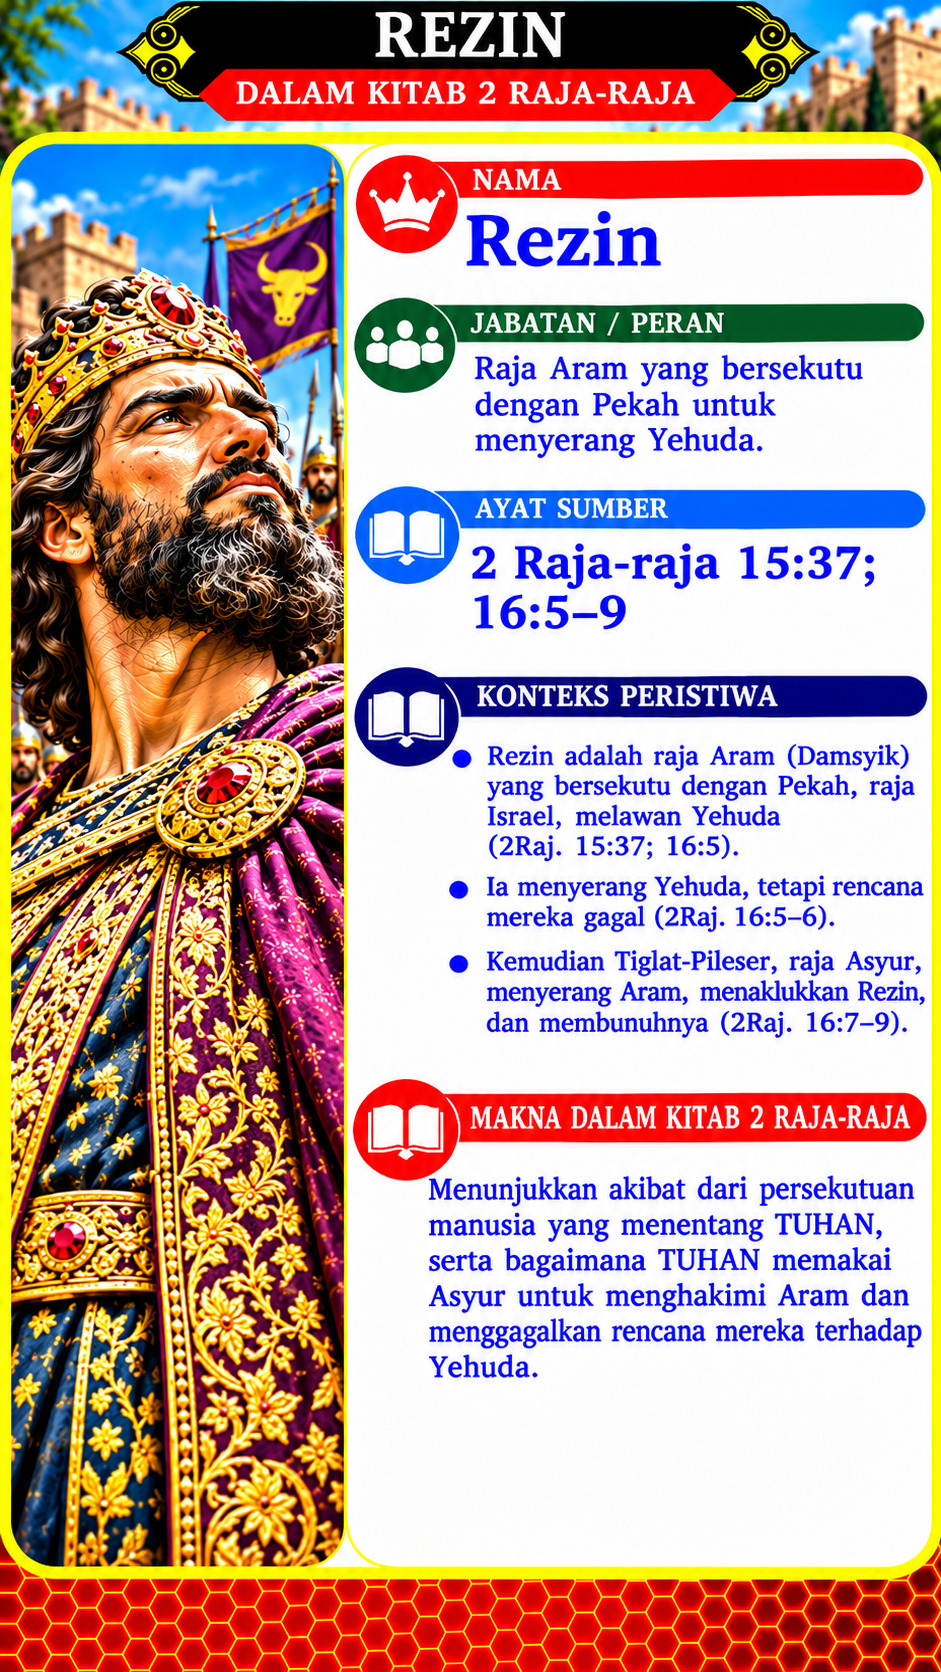 REZIN
DALAM KITAB 2 RAJA-RAJA
NAMA
Rezin
JABATAN / PERAN
Raja Aram yang bersekutu
dengan Pekah untuk
menyerang Yehuda.
AYAT SUMBER
2 Raja-raja 15:37;
16:5–9
KONTEKS PERISTIWA
● Rezin adalah raja Aram (Damsyik)
yang bersekutu dengan Pekah, raja
Israel, melawan Yehuda
(2Raj. 15:37; 16:5).
● Ia menyerang Yehuda, tetapi rencana
mereka gagal (2Raj. 16:5–6).
● Kemudian Tiglat-Pileser, raja Asyur,
menyerang Aram, menaklukkan Rezin,
dan membunuhnya (2Raj. 16:7–9).
MAKNA DALAM KITAB 2 RAJA-RAJA
Menunjukkan akibat dari persekutuan
manusia yang menentang TUHAN,
serta bagaimana TUHAN memakai
Asyur untuk menghakimi Aram dan
menggagalkan rencana mereka terhadap
Yehuda.